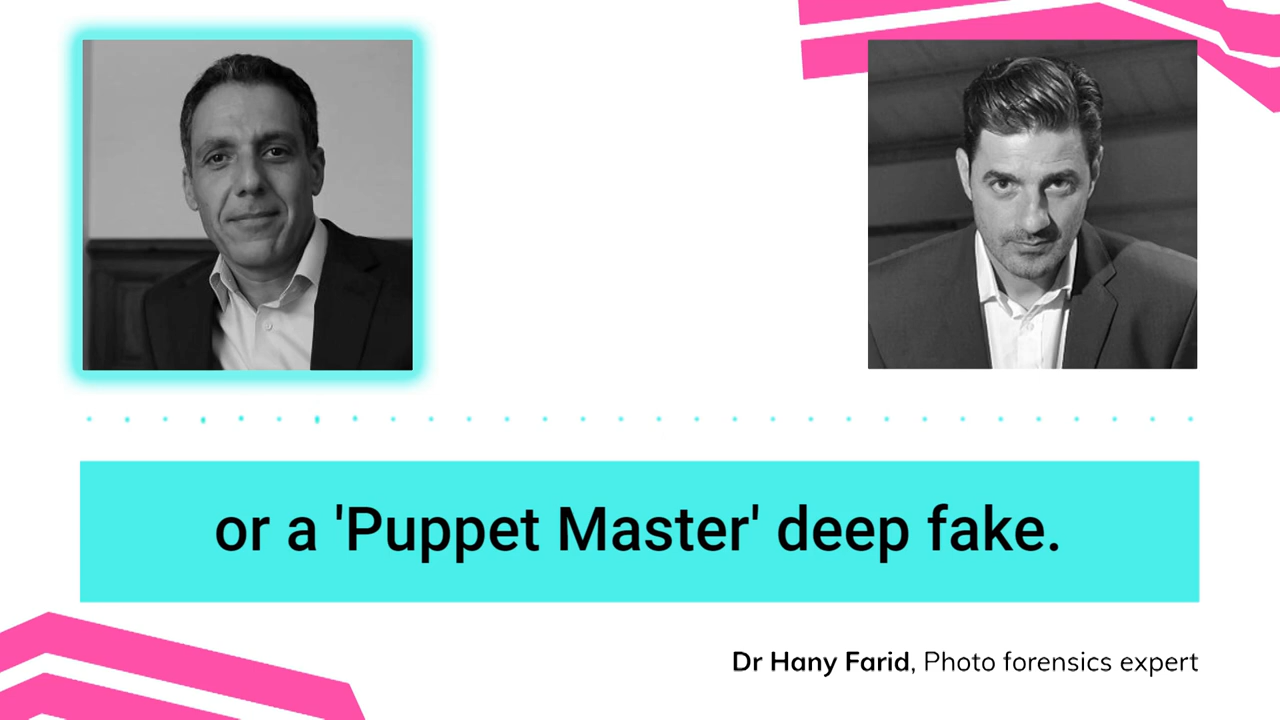 or a 'Puppet Master' deep fake.
Dr Hany Farid, Photo forensics expert